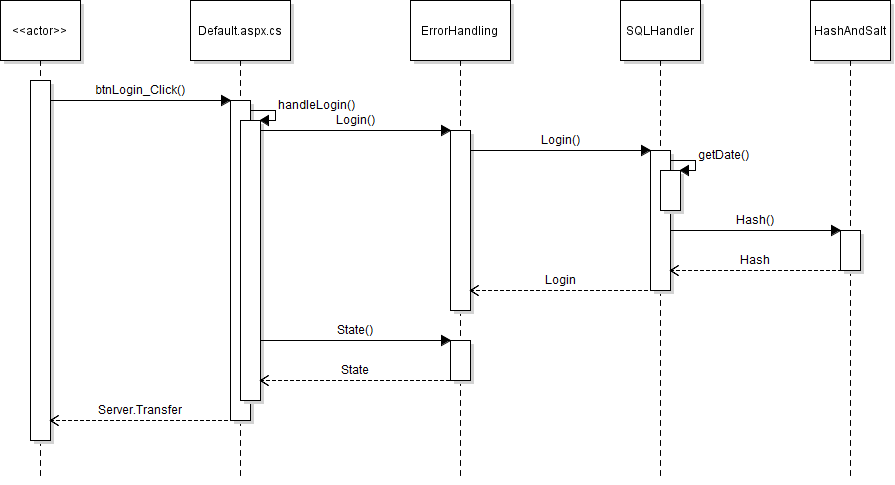 <<actor>>
Default.aspx.cs
ErrorHandling
SQLHandler
HashAndSalt
btnLogin_Click()
handleLogin()
Login()
Login()
getDate()
Hash()
Hash
Login
State()
State
Server.Transfer